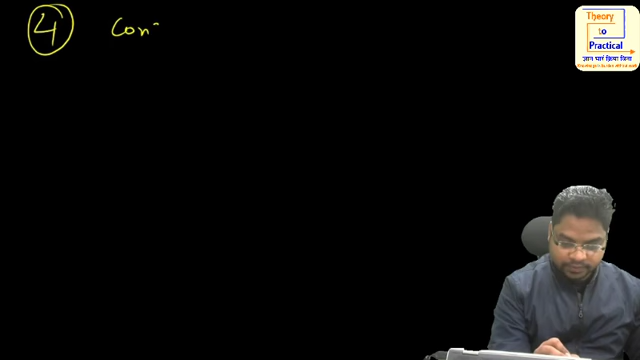 ④ Con
Theory
to
Practical
ज्ञान भारं क्रिया विना